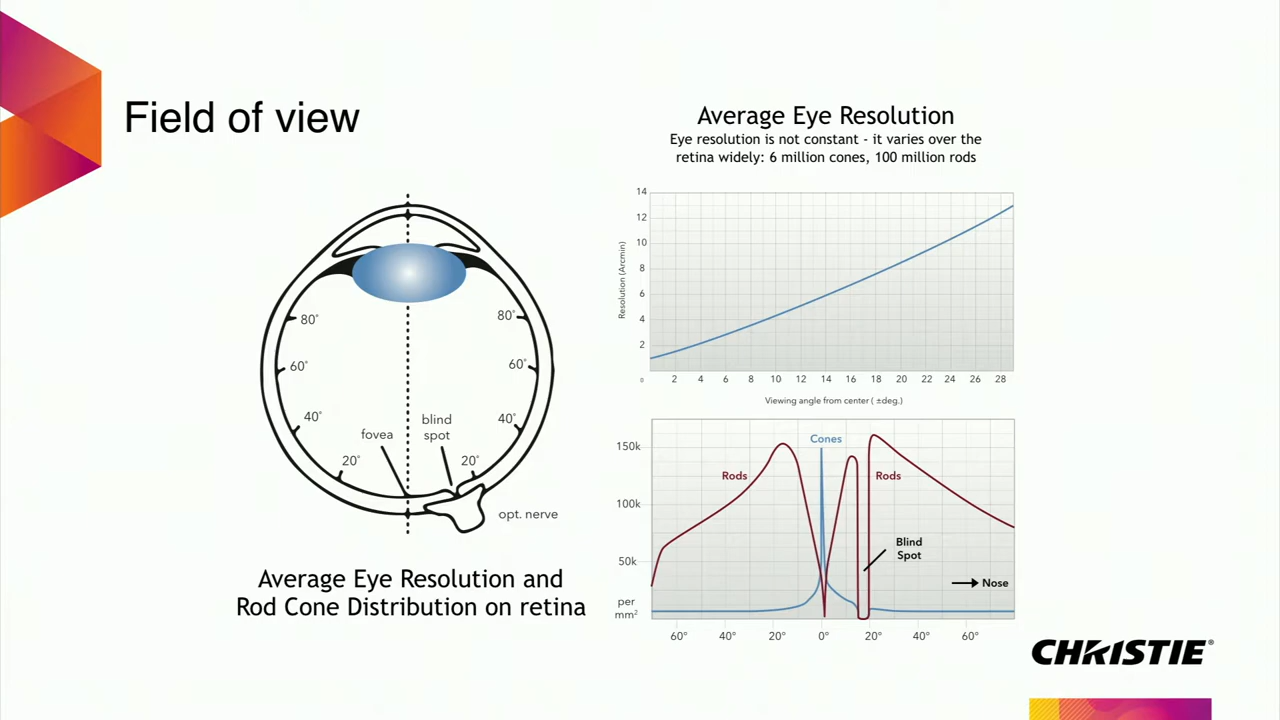 Field of view
Average Eye Resolution
Eye resolution is not constant - it varies over the
retina widely: 6 million cones, 100 million rods
80°
80°
60°
60°
40°
40°
fovea
blind
spot
20°
20°
opt. nerve
Average Eye Resolution and
Rod Cone Distribution on retina
Resolution (Arcmin)
14
12
10
8
6
4
2
0
2 4 6 8 10 12 14 16 18 20 22 24 26 28
Viewing angle from center ( ±deg.)
150k
100k
50k
per
mm²
Cones
Rods
Rods
Blind
Spot
Nose
60° 40° 20° 0° 20° 40° 60°
CHRISTIE®